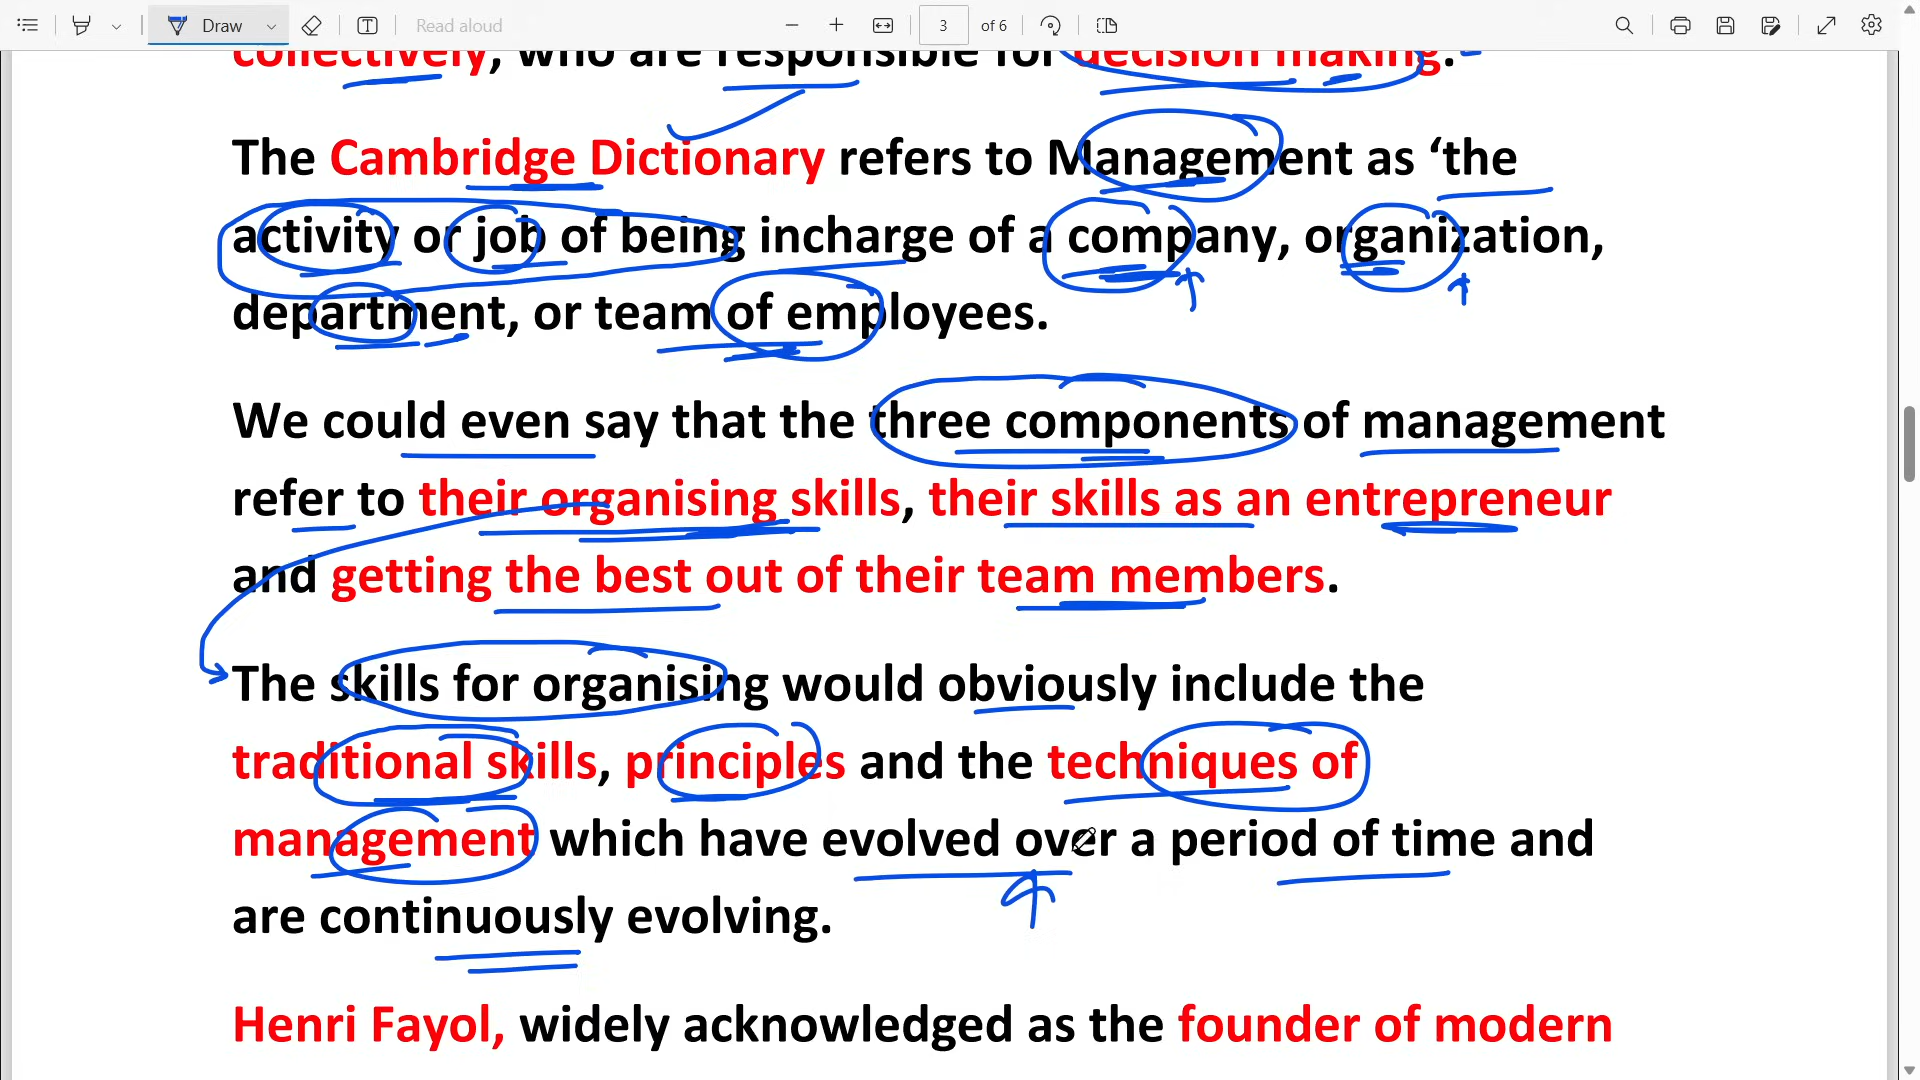 Draw
Read aloud
3 of 6
collectively, who are responsible for decision making.
The Cambridge Dictionary refers to Management as ‘the
activity or job of being incharge of a company, organization,
department, or team of employees.
We could even say that the three components of management
refer to their organising skills, their skills as an entrepreneur
and getting the best out of their team members.
The skills for organising would obviously include the
traditional skills, principles and the techniques of
management which have evolved over a period of time and
are continuously evolving.
Henri Fayol, widely acknowledged as the founder of modern